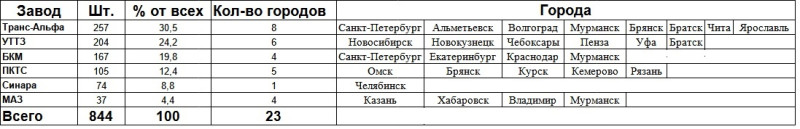 Завод Шт. % от всех Кол-во городов Города
Транс-Альфа 257 30,5 8 Санкт-Петербург Альметьевск Волгоград Мурманск Брянск Братск Чита Ярославль
УТТЗ 204 24,2 6 Новосибирск Новокузнецк Чебоксары Пенза Уфа Братск
БКМ 167 19,8 4 Санкт-Петербург Екатеринбург Краснодар Мурманск
ПКТС 105 12,4 5 Омск Брянск Курск Кемерово Рязань
Синара 74 8,8 1 Челябинск
МАЗ 37 4,4 4 Казань Хабаровск Владимир Мурманск
Всего 844 100 23